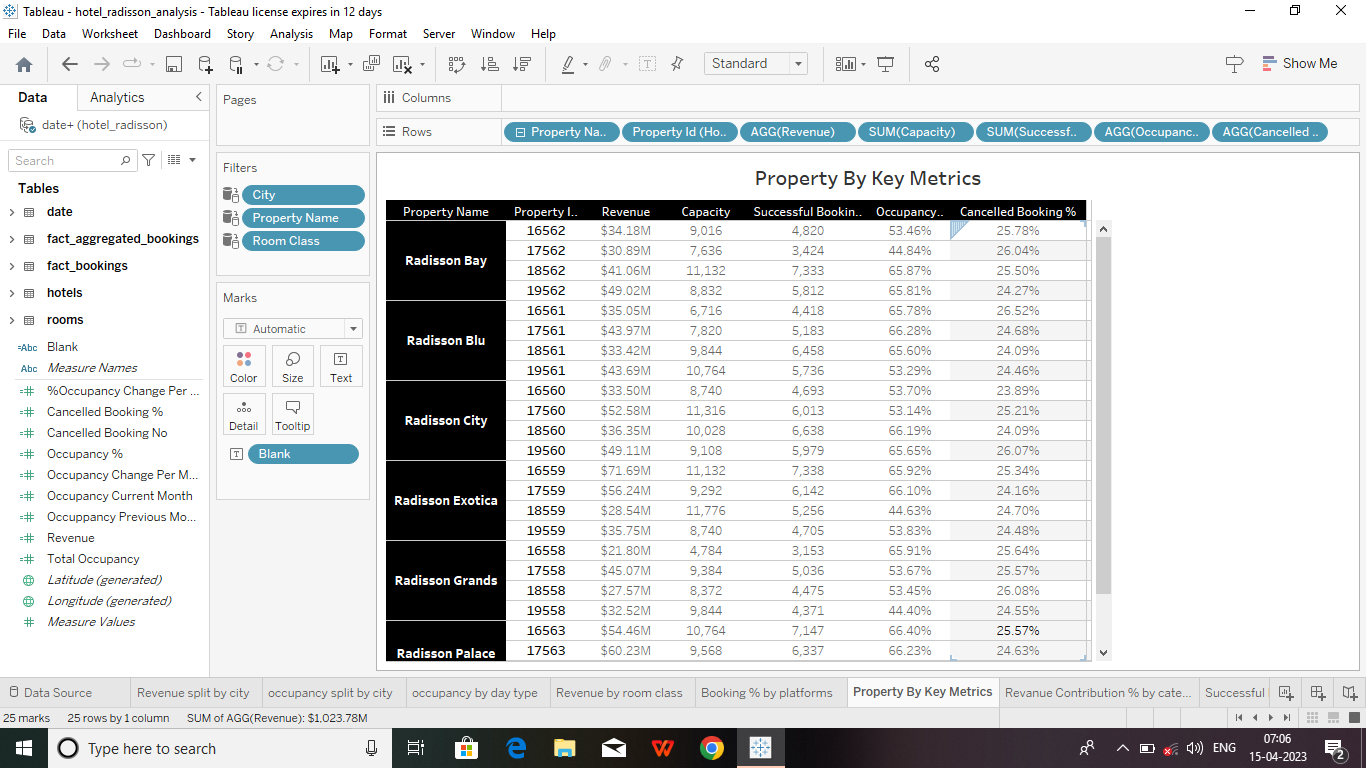 Tableau - hotel_radisson_analysis - Tableau license expires in 12 days
File Data Worksheet Dashboard Story Analysis Map Format Server Window Help
Standard
Show Me
Data Analytics
date+ (hotel_radisson)
Search
Tables
date
fact_aggregated_bookings
fact_bookings
hotels
rooms
=Abc Blank
Abc Measure Names
%Occupancy Change Per ...
Cancelled Booking %
Cancelled Booking No
Occupancy %
Occupancy Change Per M...
Occupancy Current Month
Occuppancy Previous Mo...
Revenue
Total Occupancy
Latitude (generated)
Longitude (generated)
Measure Values
Pages
Filters
City
Property Name
Room Class
Marks
Automatic
Color Size Text
Detail Tooltip
Blank
Columns
Rows Property Na.. Property Id (Ho.. AGG(Revenue) SUM(Capacity) SUM(Successf.. AGG(Occupanc.. AGG(Cancelled ..
Property By Key Metrics
Property Name Property I.. Revenue Capacity Successful Bookin.. Occupancy.. Cancelled Booking %
Radisson Bay
16562 $34.18M 9,016 4,820 53.46% 25.78%
17562 $30.89M 7,636 3,424 44.84% 26.04%
18562 $41.06M 11,132 7,333 65.87% 25.50%
19562 $49.02M 8,832 5,812 65.81% 24.27%
Radisson Blu
16561 $35.05M 6,716 4,418 65.78% 26.52%
17561 $43.97M 7,820 5,183 66.28% 24.68%
18561 $33.42M 9,844 6,458 65.60% 24.09%
19561 $43.69M 10,764 5,736 53.29% 24.46%
Radisson City
16560 $33.50M 8,740 4,693 53.70% 23.89%
17560 $52.58M 11,316 6,013 53.14% 25.21%
18560 $36.35M 10,028 6,638 66.19% 24.09%
19560 $49.11M 9,108 5,979 65.65% 26.07%
Radisson Exotica
16559 $71.69M 11,132 7,338 65.92% 25.34%
17559 $56.24M 9,292 6,142 66.10% 24.16%
18559 $28.54M 11,776 5,256 44.63% 24.70%
19559 $35.75M 8,740 4,705 53.83% 24.48%
Radisson Grands
16558 $21.80M 4,784 3,153 65.91% 25.64%
17558 $45.07M 9,384 5,036 53.67% 25.57%
18558 $27.57M 8,372 4,475 53.45% 26.08%
19558 $32.52M 9,844 4,371 44.40% 24.55%
Radisson Palace
16563 $54.46M 10,764 7,147 66.40% 25.57%
17563 $60.23M 9,568 6,337 66.23% 24.63%
Data Source Revenue split by city occupancy split by city occupancy by day type Revenue by room class Booking % by platforms Property By Key Metrics Revanue Contribution % by cate... Successful
25 marks 25 rows by 1 column SUM of AGG(Revenue): $1,023.78M
Type here to search
ENG
07:06
15-04-2023
2